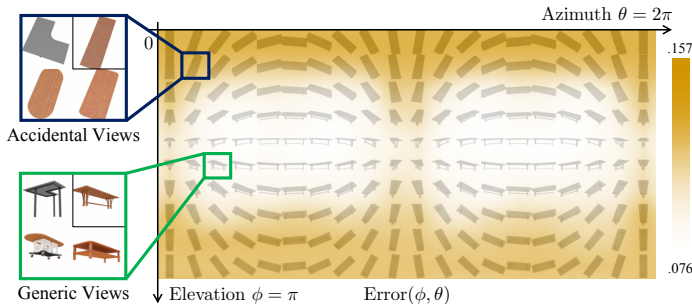 Azimuth θ = 2π
0
.157
Accidental Views
Generic Views
.076
Elevation ϕ = π
Error(ϕ, θ)